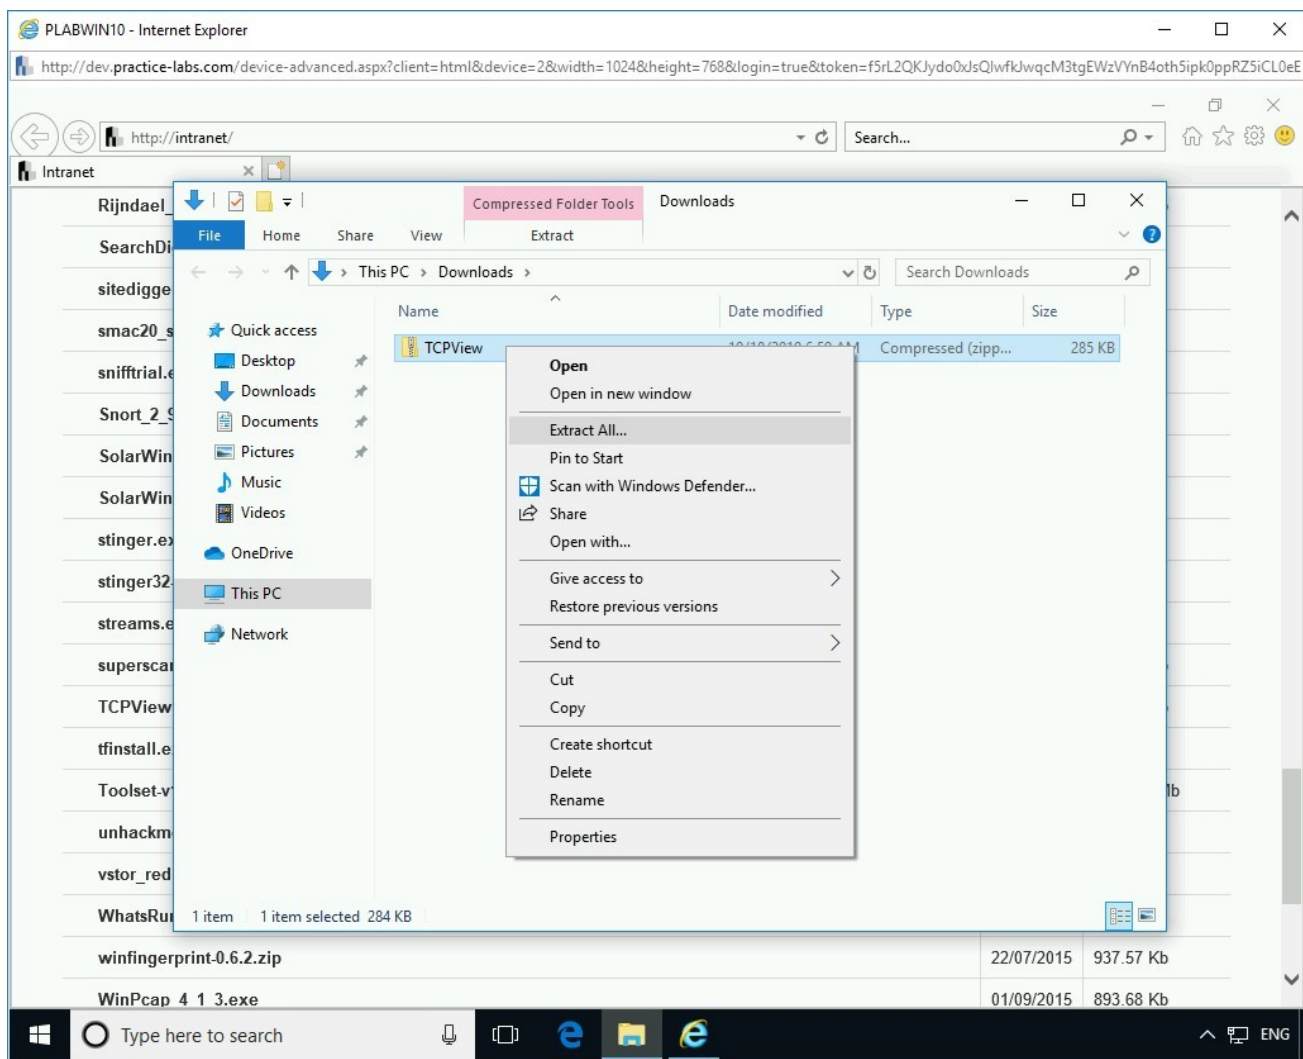 PLABWIN10 - Internet Explorer
http://dev.practice-labs.com/device-advanced.aspx?client=html&device=2&width=1024&height=768&login=true&token=f5rL2QKJydo0xJsQIwfkJwqcM3tgEWzVYnB4oth5ipk0ppRZ5iCL0eE
http://intranet/
Search...
Intranet
Compressed Folder Tools
Downloads
File
Home
Share
View
Extract
This PC > Downloads >
Search Downloads
Name
Date modified
Type
Size
Quick access
Desktop
Downloads
Documents
Pictures
Music
Videos
OneDrive
This PC
Network
TCPView
Compressed (zipp...
285 KB
Open
Open in new window
Extract All...
Pin to Start
Scan with Windows Defender...
Share
Open with...
Give access to
Restore previous versions
Send to
Cut
Copy
Create shortcut
Delete
Rename
Properties
1 item
1 item selected 284 KB
Rijndael_
SearchDi
sitedigge
smac20_s
snifftrial.e
Snort_2_9
SolarWin
SolarWin
stinger.ex
stinger32-
streams.e
superscan
TCPView
tfinstall.e
Toolset-v1
unhackm
vstor_red
WhatsRun
winfingerprint-0.6.2.zip 22/07/2015 937.57 Kb
WinPcap_4_1_3.exe 01/09/2015 893.68 Kb
Type here to search
ENG